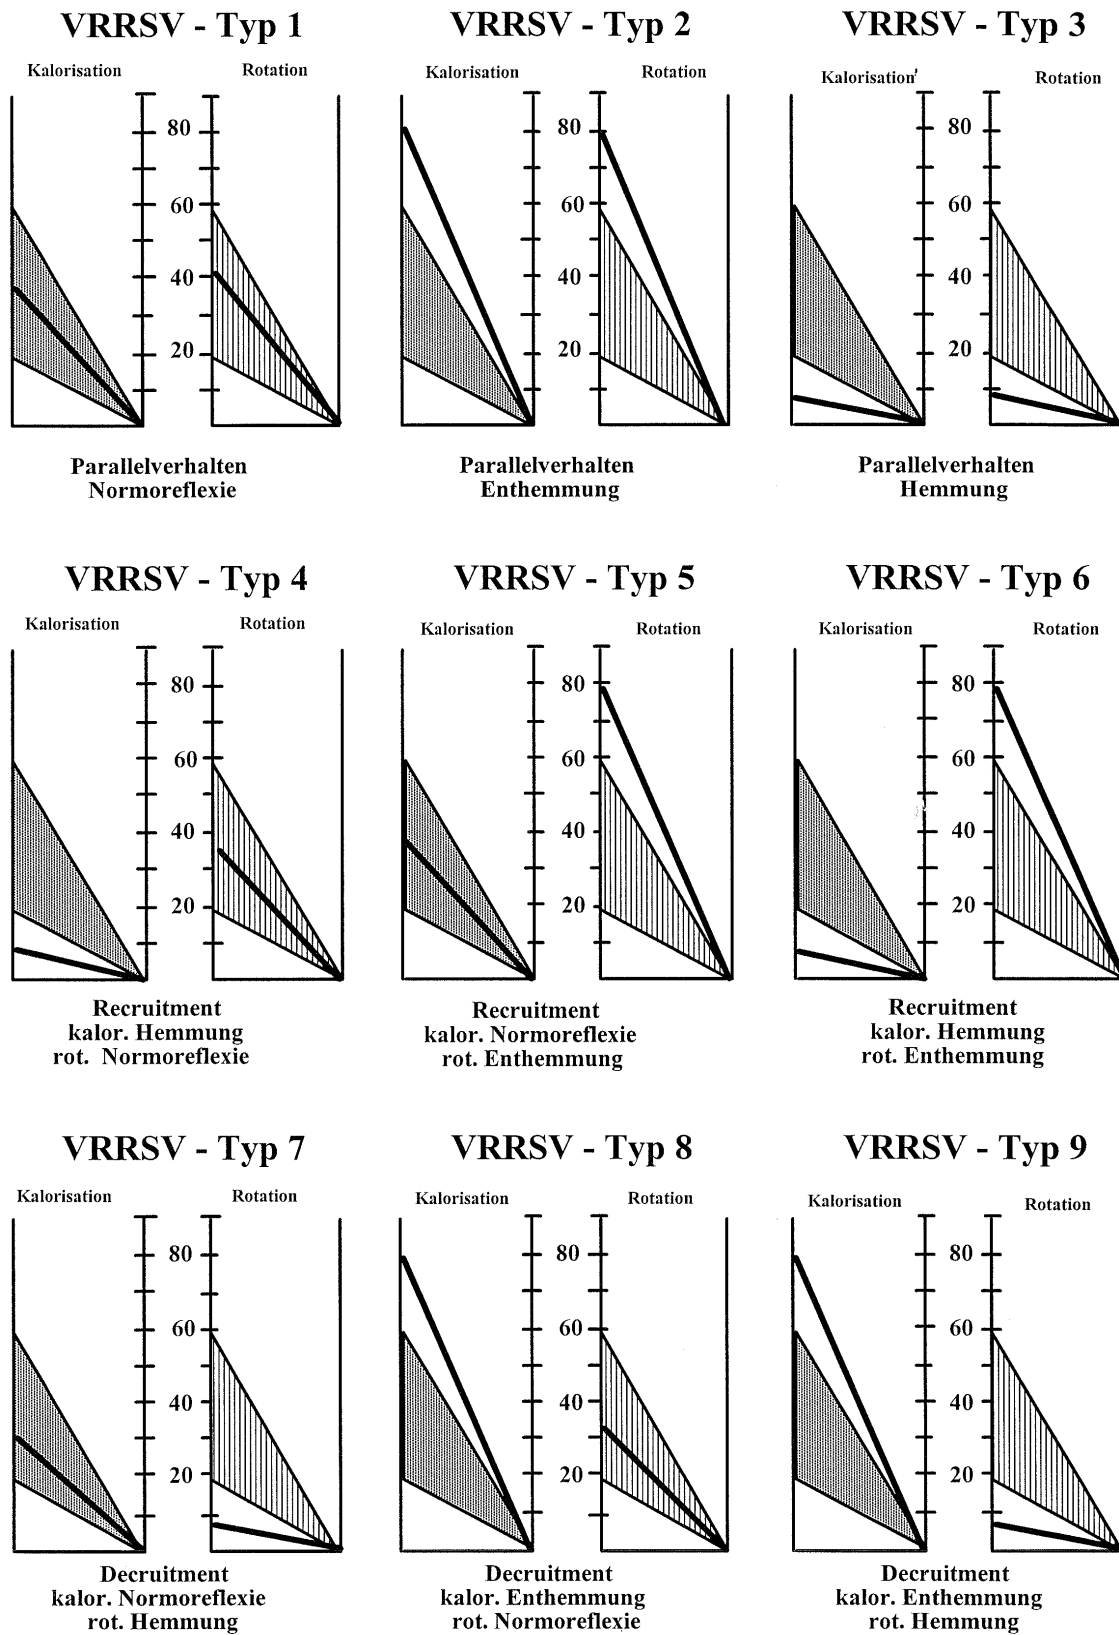 VRRSV - Typ 1
Kalorisation Rotation
80
60
40
20
Parallelverhalten
Normoreflexie
VRRSV - Typ 2
Kalorisation Rotation
80
60
40
20
Parallelverhalten
Enthemmung
VRRSV - Typ 3
Kalorisation Rotation
80
60
40
20
Parallelverhalten
Hemmung
VRRSV - Typ 4
Kalorisation Rotation
80
60
40
20
Recruitment
kalor. Hemmung
rot. Normoreflexie
VRRSV - Typ 5
Kalorisation Rotation
80
60
40
20
Recruitment
kalor. Normoreflexie
rot. Enthemmung
VRRSV - Typ 6
Kalorisation Rotation
80
60
40
20
Recruitment
kalor. Hemmung
rot. Enthemmung
VRRSV - Typ 7
Kalorisation Rotation
80
60
40
20
Decruitment
kalor. Normoreflexie
rot. Hemmung
VRRSV - Typ 8
Kalorisation Rotation
80
60
40
20
Decruitment
kalor. Enthemmung
rot. Normoreflexie
VRRSV - Typ 9
Kalorisation Rotation
80
60
40
20
Decruitment
kalor. Enthemmung
rot. Hemmung